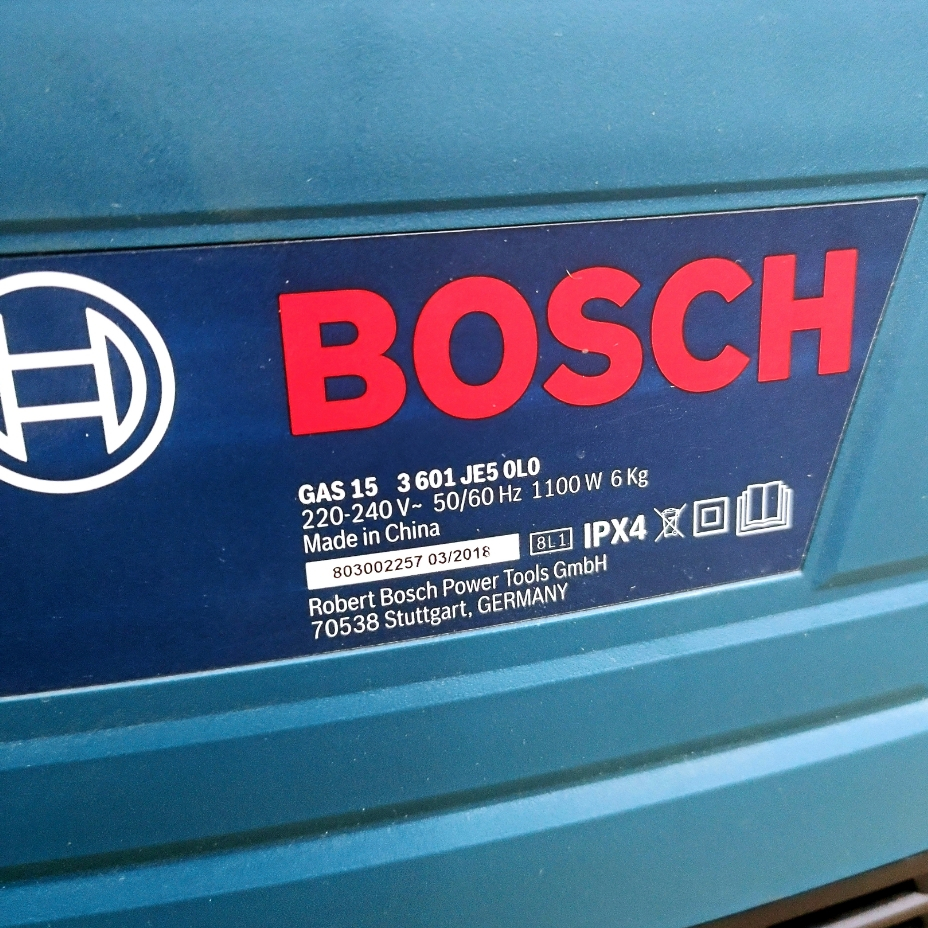 BOSCH
GAS 15 3 601 JE5 0L0
220-240 V~ 50/60 Hz 1100 W 6 Kg
Made in China
803002257 03/2018 8L1 IPX4
Robert Bosch Power Tools GmbH
70538 Stuttgart, GERMANY